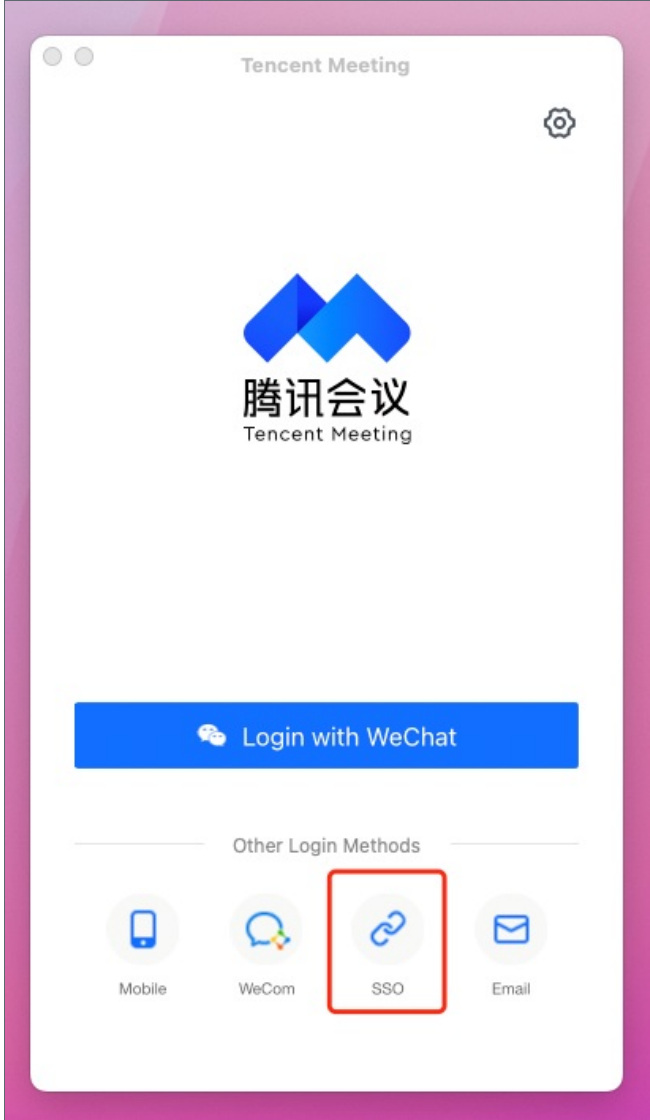 Tencent Meeting
腾讯会议
Tencent Meeting
Login with WeChat
Other Login Methods
Mobile WeCom SSO Email